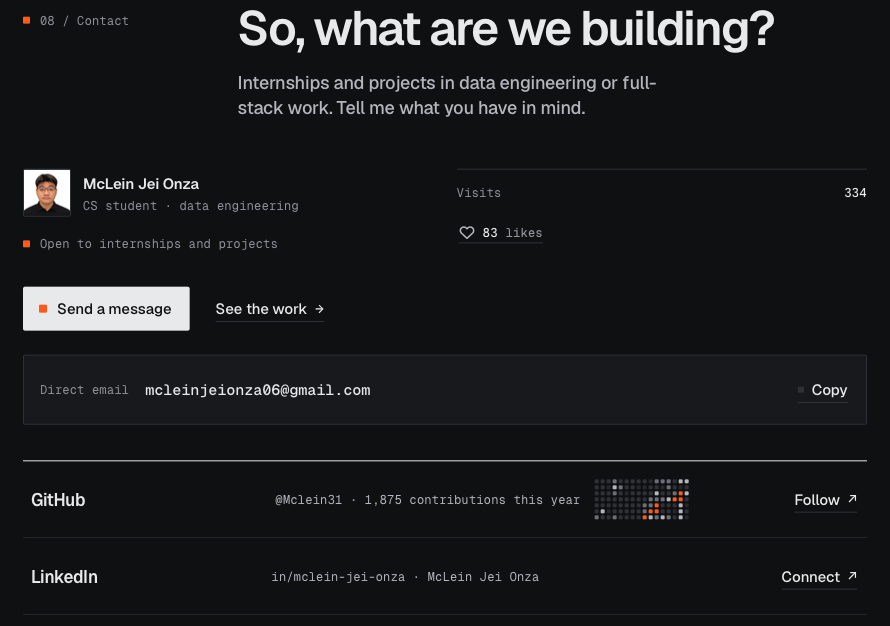 08 / Contact
So, what are we building?
Internships and projects in data engineering or full-
stack work. Tell me what you have in mind.
McLein Jei Onza
CS student · data engineering
Open to internships and projects
Visits 334
83 likes
Send a message
See the work →
Direct email mcleinjeionza06@gmail.com Copy
GitHub @Mclein31 · 1,875 contributions this year Follow ↗
LinkedIn in/mclein-jei-onza · McLein Jei Onza Connect ↗